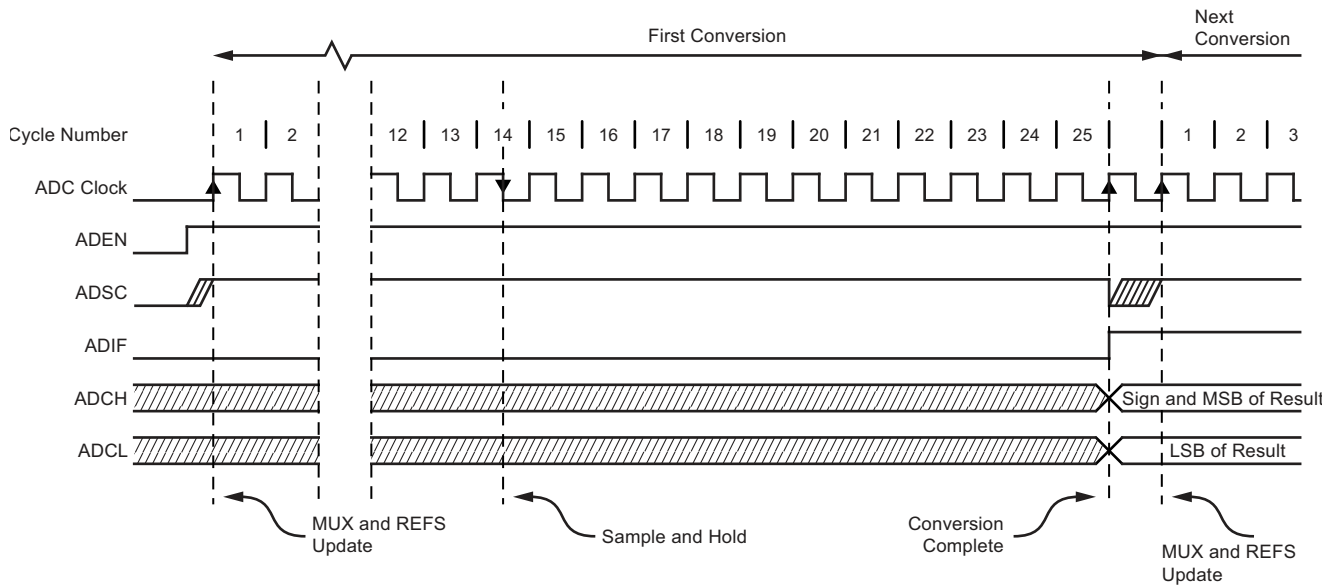 Next
Conversion
First Conversion
Cycle Number 1 2 12 13 14 15 16 17 18 19 20 21 22 23 24 25 1 2 3
ADC Clock
ADEN
ADSC
ADIF
ADCH Sign and MSB of Result
ADCL LSB of Result
MUX and REFS
Update
Sample and Hold
Conversion
Complete
MUX and REFS
Update